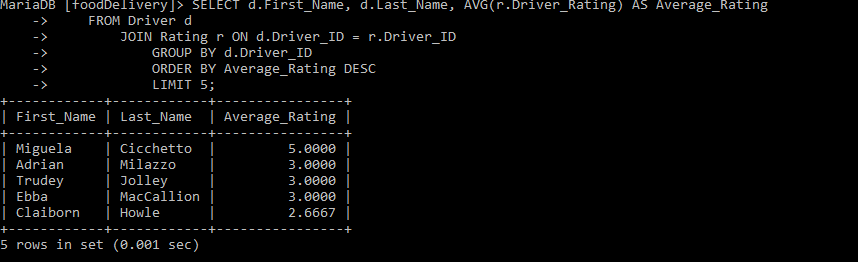 MariaDB [foodDelivery]> SELECT d.First_Name, d.Last_Name, AVG(r.Driver_Rating) AS Average_Rating
    ->     FROM Driver d
    ->         JOIN Rating r ON d.Driver_ID = r.Driver_ID
    ->             GROUP BY d.Driver_ID
    ->             ORDER BY Average_Rating DESC
    ->             LIMIT 5;
+------------+------------+----------------+
| First_Name | Last_Name  | Average_Rating |
+------------+------------+----------------+
| Miguela    | Cicchetto  |         5.0000 |
| Adrian     | Milazzo    |         3.0000 |
| Trudey     | Jolley     |         3.0000 |
| Ebba       | MacCallion |         3.0000 |
| Claiborn   | Howle      |         2.6667 |
+------------+------------+----------------+
5 rows in set (0.001 sec)